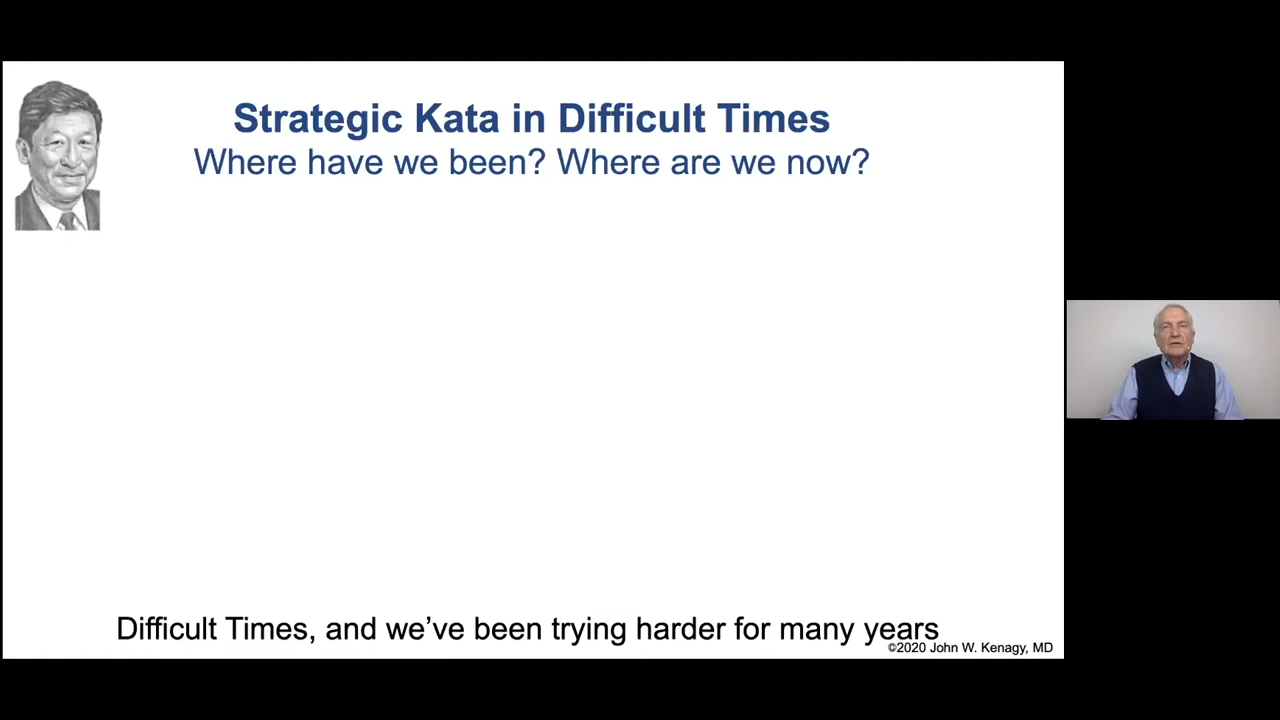 Strategic Kata in Difficult Times
Where have we been? Where are we now?
Difficult Times, and we’ve been trying harder for many years
©2020 John W. Kenagy, MD